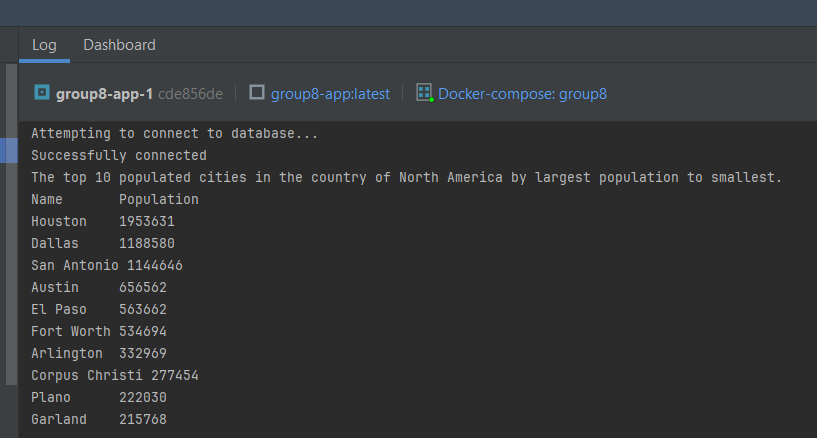 Log Dashboard
group8-app-1 cde856de group8-app:latest Docker-compose: group8
Attempting to connect to database...
Successfully connected
The top 10 populated cities in the country of North America by largest population to smallest.
Name Population
Houston 1953631
Dallas 1188580
San Antonio 1144646
Austin 656562
El Paso 563662
Fort Worth 534694
Arlington 332969
Corpus Christi 277454
Plano 222030
Garland 215768